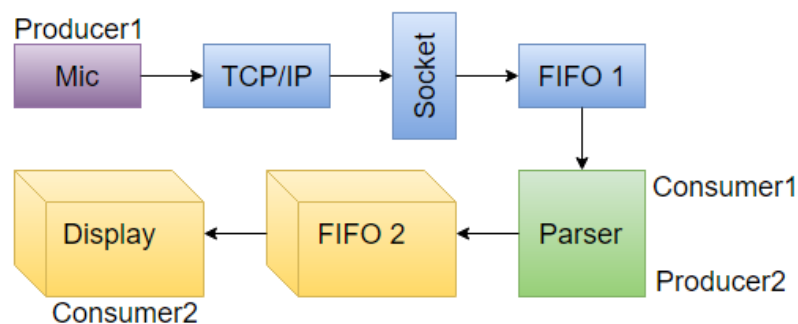 Producer1
Mic
TCP/IP
Socket
FIFO 1
Display
FIFO 2
Parser
Consumer1
Producer2
Consumer2